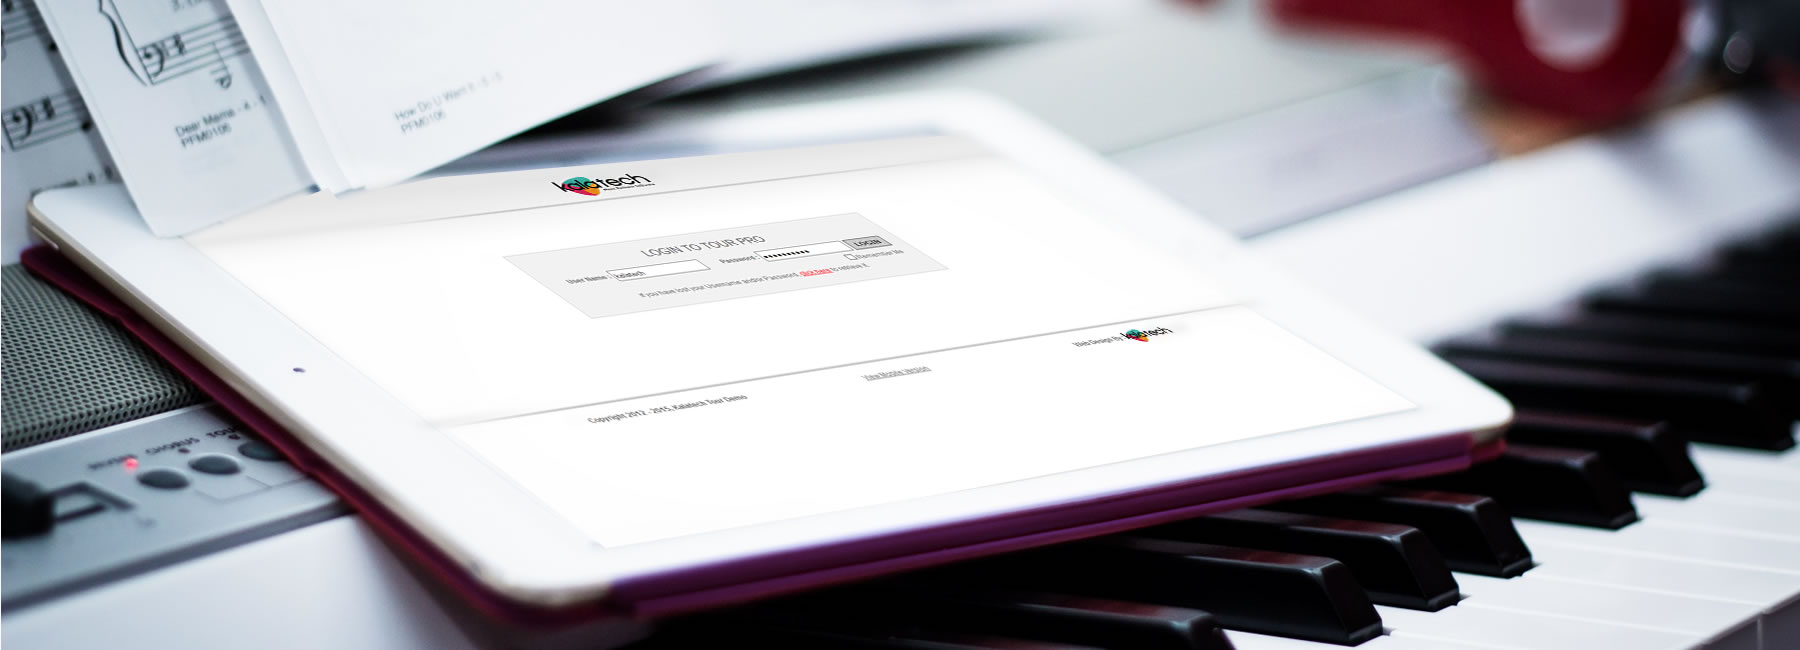 Dear Mama - 4 - 1
PFM0106
How Do U Want It - 5 - 5
PFM0106
kalatech
LOGIN TO TOUR PRO
User Name: kalatech Password: LOGIN
Remember Me
If you have lost your Username and/or Password, click here to retrieve it
Web Design By kalatech
View Mobile Version
Copyright 2012 - 2015, Kalatech Tour Demo
CHORUS